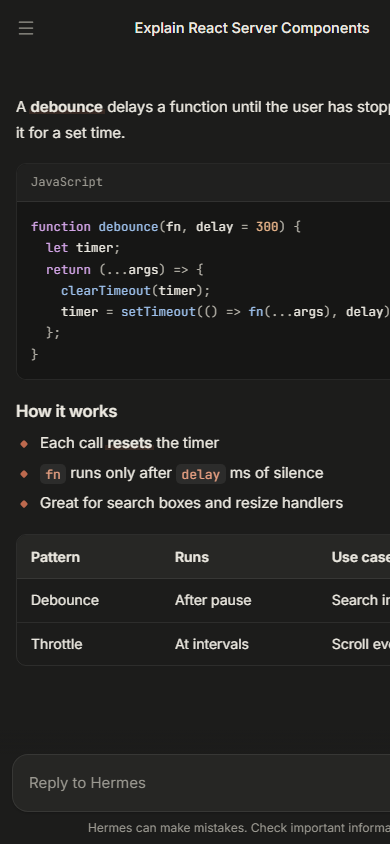 Explain React Server Components
A debounce delays a function until the user has stopp
it for a set time.
JavaScript
function debounce(fn, delay = 300) {
  let timer;
  return (...args) => {
    clearTimeout(timer);
    timer = setTimeout(() => fn(...args), delay)
  };
}
How it works
Each call resets the timer
fn runs only after delay ms of silence
Great for search boxes and resize handlers
Pattern Runs Use case
Debounce After pause Search in
Throttle At intervals Scroll eve
Reply to Hermes
Hermes can make mistakes. Check important informa